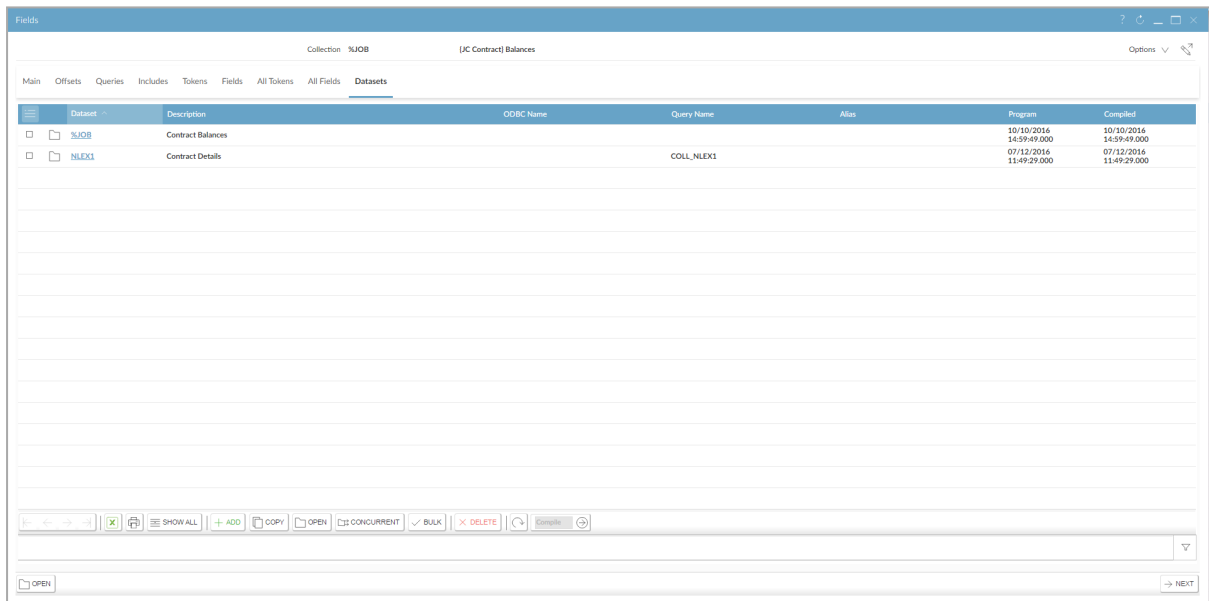 Fields
Collection %JOB (JC Contract) Balances Options
Main Offsets Queries Includes Tokens Fields All Tokens All Fields Datasets
Dataset Description ODBC Name Query Name Alias Program Compiled
%JOB Contract Balances 10/10/2016 14:59:49.000 10/10/2016 14:59:49.000
NLEX1 Contract Details COLL_NLEX1 07/12/2016 11:49:29.000 07/12/2016 11:49:29.000
SHOW ALL ADD COPY OPEN CONCURRENT BULK DELETE Compile
OPEN NEXT